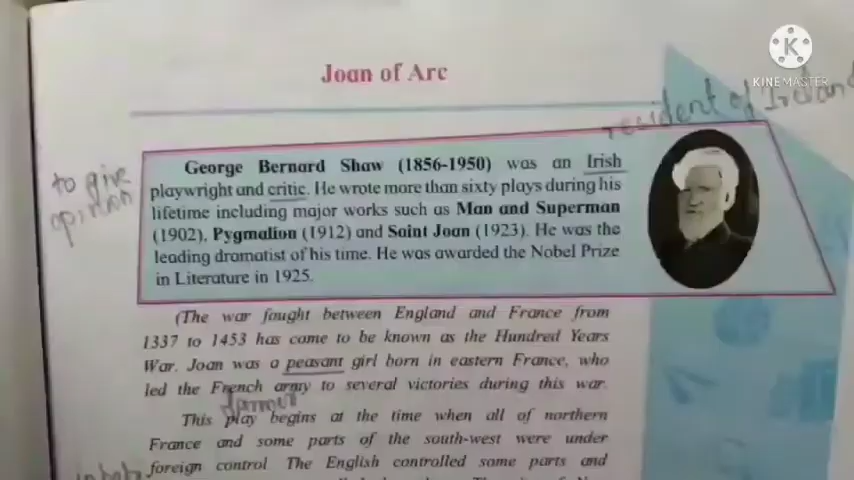 KINEMASTER
Joan of Arc
resident of Ireland
to give
opinion
George Bernard Shaw (1856-1950) was an Irish
playwright and critic. He wrote more than sixty plays during his
lifetime including major works such as Man and Superman
(1902), Pygmalion (1912) and Saint Joan (1923). He was the
leading dramatist of his time. He was awarded the Nobel Prize
in Literature in 1925.
(The war fought between England and France from
1337 to 1453 has come to be known as the Hundred Years
War. Joan was a peasant girl born in eastern France, who
led the French army to several victories during this war.
farmer
This play begins at the time when all of northern
France and some parts of the south-west were under
foreign control. The English controlled some parts and